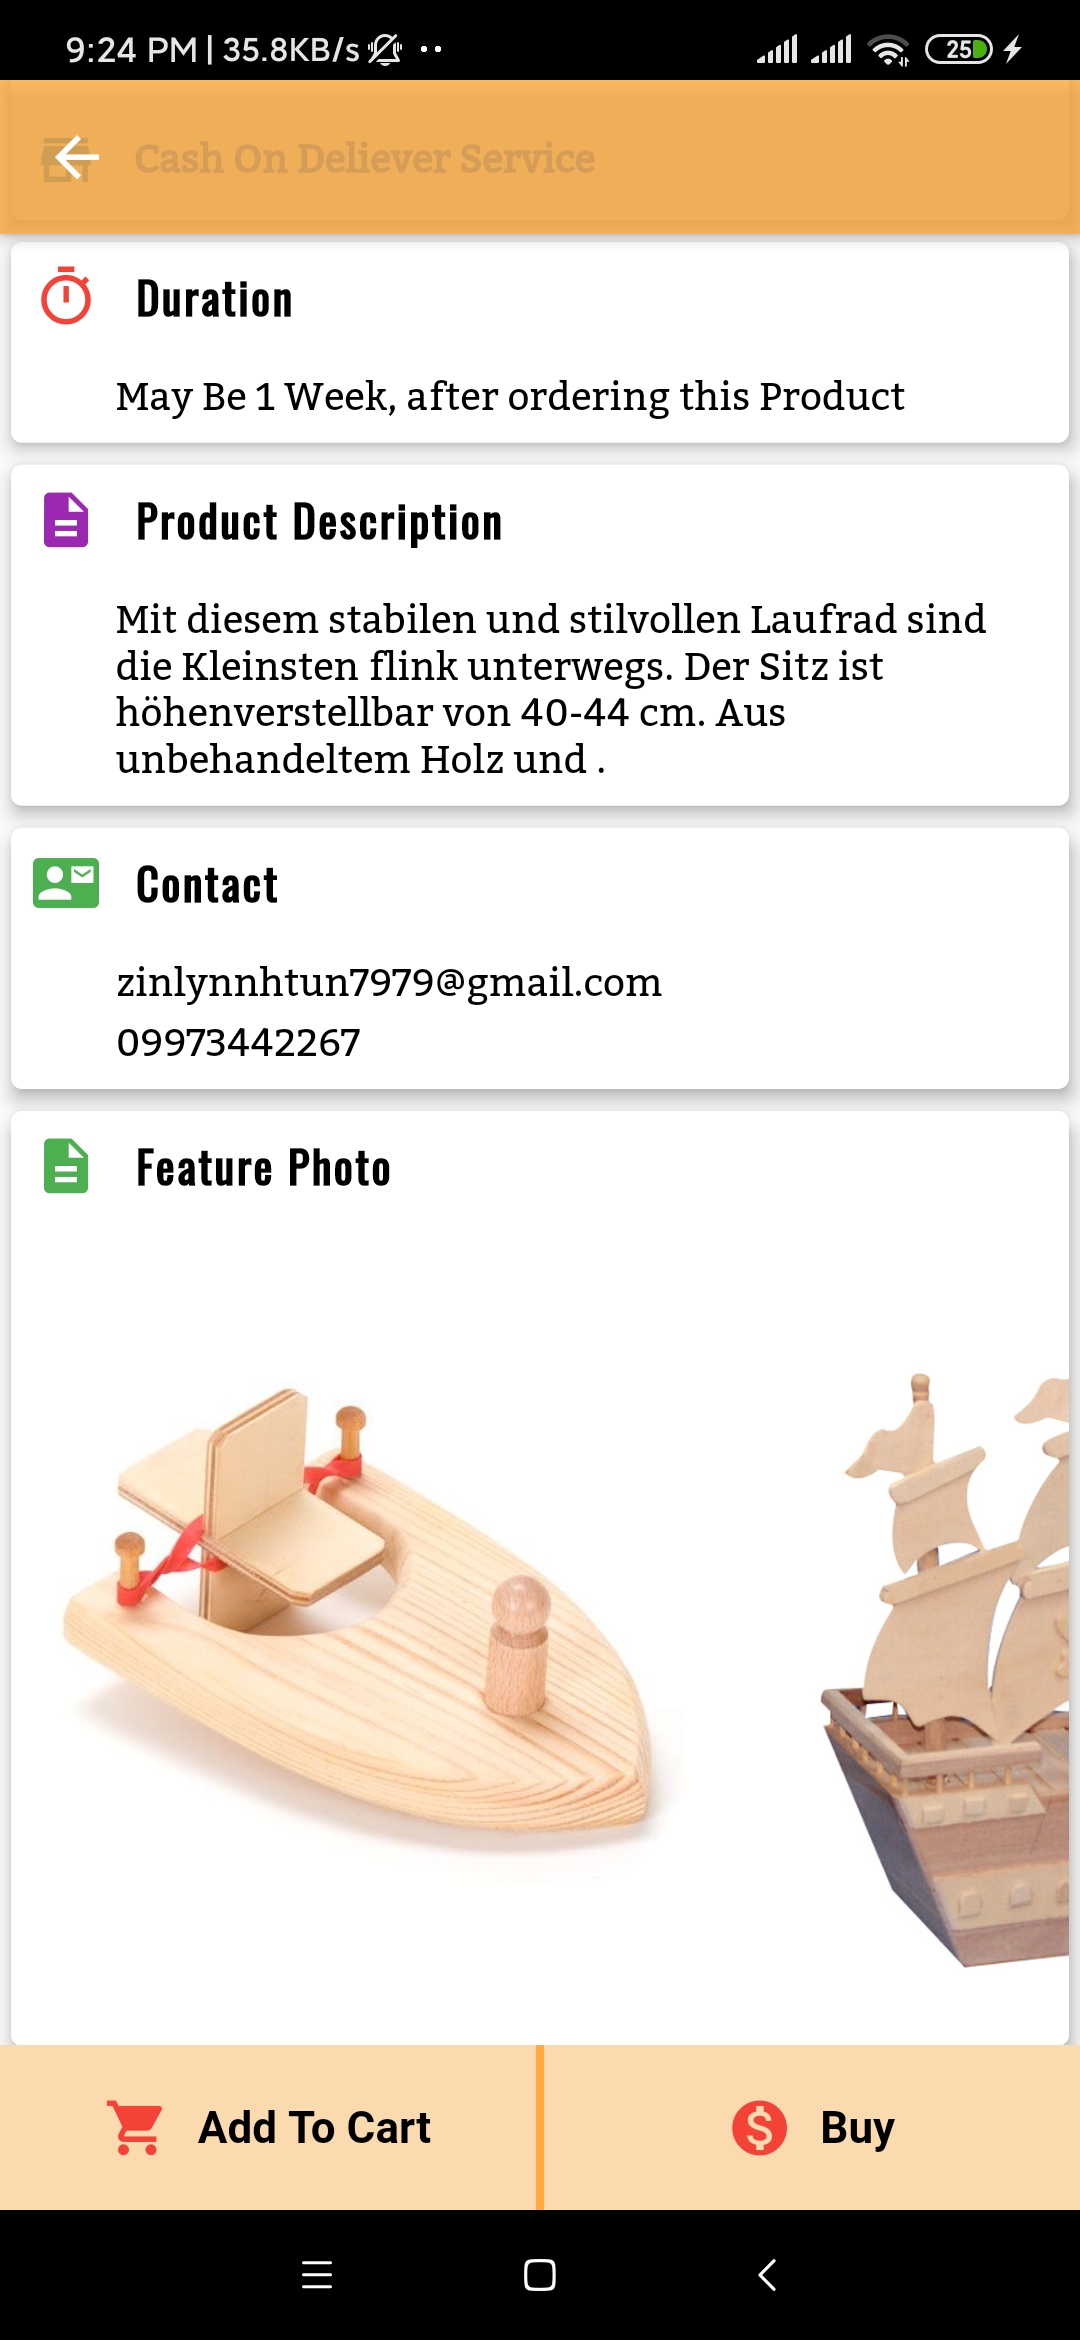 9:24 PM | 35.8KB/s
25
Cash On Deliever Service
Duration
May Be 1 Week, after ordering this Product
Product Description
Mit diesem stabilen und stilvollen Laufrad sind
die Kleinsten flink unterwegs. Der Sitz ist
höhenverstellbar von 40-44 cm. Aus
unbehandeltem Holz und .
Contact
zinlynnhtun7979@gmail.com
09973442267
Feature Photo
Add To Cart
Buy